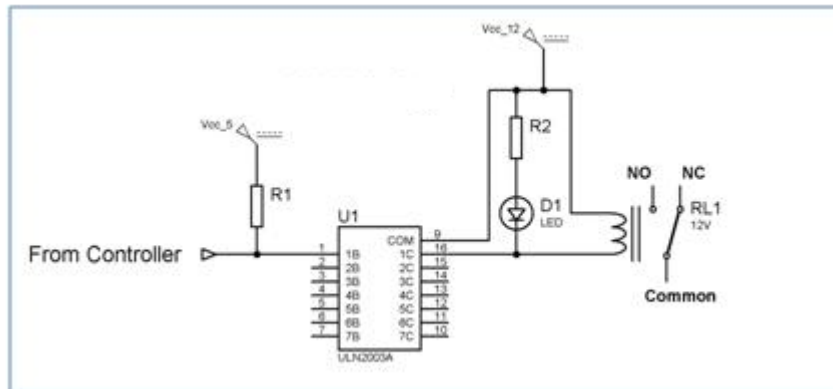 Vcc_12
Vcc_5
R2
R1
NO NC
U1
D1
LED
RL1
12V
From Controller
1 1B COM 9
2 2B 1C 16
3 3B 2C 15
4 4B 3C 14
5 5B 4C 13
6 6B 5C 12
7 7B 6C 11
7C 10
Common
ULN2003A